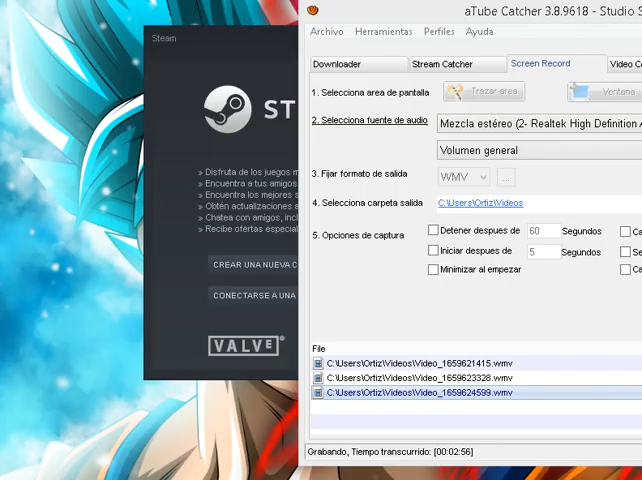 Steam
ST
» Disfruta de los juegos m
» Encuentra a tus amigos
» Encuentra los mejores s
» Obtén actualizaciones a
» Chatea con amigos, incl
» Recibe ofertas especial
CREAR UNA NUEVA C
CONECTARSE A UNA
VALVE®
aTube Catcher 3.8.9618 - Studio S
Archivo Herramientas Perfiles Ayuda
Downloader Stream Catcher Screen Record Video Co
1. Selecciona area de pantalla Trazar area Ventana
2. Selecciona fuente de audio Mezcla estéreo (2- Realtek High Definition A
Volumen general
3. Fijar formato de salida WMV ...
4. Selecciona carpeta salida C:\Users\Ortiz\Videos
5. Opciones de captura Detener despues de 60 Segundos Ca
Iniciar despues de 5 Segundos Se
Minimizar al empezar Ca
File
C:\Users\Ortiz\Videos\Video_1659621415.wmv
C:\Users\Ortiz\Videos\Video_1659623328.wmv
C:\Users\Ortiz\Videos\Video_1659624599.wmv
Grabando, Tiempo transcurrido: [00:02:56]